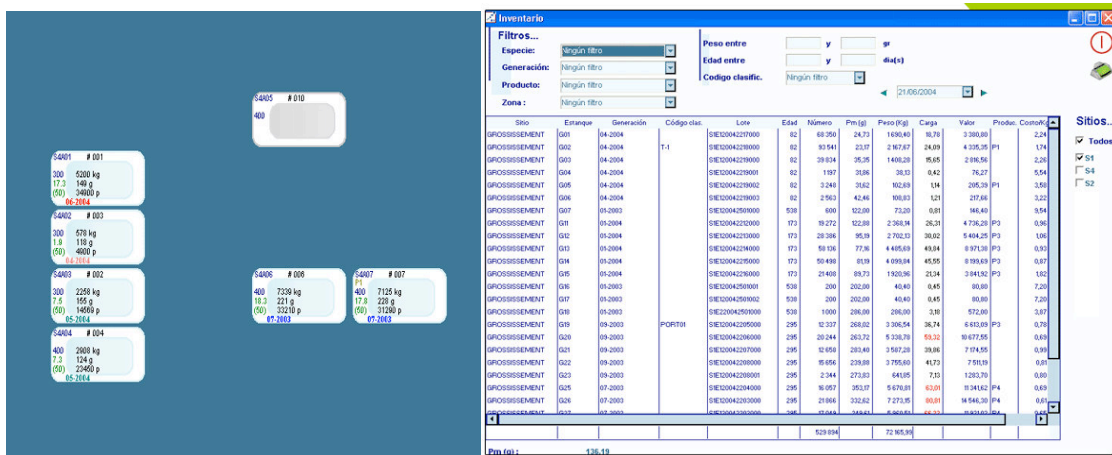 S4A05 # 010
400
S4A01 # 001
300 5200 kg
17.3 149 g
(50) 34900 p
06-2004
S4A02 # 003
300 578 kg
1.9 118 g
(50) 4900 p
04-2004
S4A03 # 002
300 2258 kg
7.5 155 g
(50) 14569 p
05-2004
S4A04 # 004
400 2908 kg
7.3 124 g
(50) 23450 p
05-2004
S4A06 # 006
400 7339 kg
18.3 221 g
(50) 33210 p
07-2003
S4A07 # 007
P1
400 7125 kg
17.8 228 g
(50) 31290 p
07-2003
Inventario
Filtros...
Especie: Ningún filtro
Generación: Ningún filtro
Producto: Ningún filtro
Zona : Ningún filtro
Peso entre y gr
Edad entre y dia(s)
Codigo clasific. Ningún filtro
21/06/2004
Sitio Estanque Generación Código clas. Lote Edad Número Pm (g) Peso (Kg) Carga Valor Produc. Costo/Kg
GROSSISSEMENT G01 04-2004 S1E120042217000 82 68 350 24,73 1 690,40 18,78 3 380,80 2,24
GROSSISSEMENT G02 04-2004 T-1 S1E120042218000 82 93 541 23,17 2 167,67 24,09 4 335,35 P1 1,74
GROSSISSEMENT G03 04-2004 S1E120042219000 82 39 834 35,35 1 408,28 15,65 2 816,56 2,26
GROSSISSEMENT G04 04-2004 S1E120042219001 82 1197 31,86 38,13 0,42 76,27 5,54
GROSSISSEMENT G05 04-2004 S1E120042219002 82 3 248 31,62 102,69 1,14 205,39 P1 3,58
GROSSISSEMENT G06 04-2004 S1E120042219003 82 2 563 42,46 108,83 1,21 217,66 3,22
GROSSISSEMENT G07 01-2003 S1E120042501000 538 600 122,00 73,20 0,81 146,40 9,54
GROSSISSEMENT G11 01-2004 S1E120042212000 173 19 272 122,88 2 368,14 26,31 4 736,28 P3 0,96
GROSSISSEMENT G12 01-2004 S1E120042213000 173 28 386 95,19 2 702,13 30,02 5 404,25 P3 1,06
GROSSISSEMENT G13 01-2004 S1E120042214000 173 58 136 77,16 4 485,69 49,84 8 971,38 P3 0,93
GROSSISSEMENT G14 01-2004 S1E120042215000 173 50 498 81,19 4 099,84 45,55 8 199,69 P3 0,87
GROSSISSEMENT G15 01-2004 S1E120042216000 173 21 408 89,73 1 920,96 21,34 3 841,92 P3 1,82
GROSSISSEMENT G16 01-2003 S1E120042501001 538 200 202,00 40,40 0,45 80,80 7,20
GROSSISSEMENT G17 01-2003 S1E120042501002 538 200 202,00 40,40 0,45 80,80 7,20
GROSSISSEMENT G18 01-2003 S1E220042501000 538 1000 286,00 286,00 3,18 572,00 3,87
GROSSISSEMENT G19 09-2003 PORT01 S1E120042205000 295 12 337 268,02 3 306,54 36,74 6 613,09 P3 0,78
GROSSISSEMENT G20 09-2003 S1E120042206000 295 20 244 263,72 5 338,78 59,32 10 677,55 0,69
GROSSISSEMENT G21 09-2003 S1E120042207000 295 12 658 283,40 3 587,28 39,86 7 174,55 0,99
GROSSISSEMENT G22 09-2003 S1E120042208000 295 15 656 239,88 3 755,60 41,73 7 511,19 0,81
GROSSISSEMENT G23 09-2003 S1E120042208001 295 2 344 273,83 641,85 7,13 1 283,70 0,80
GROSSISSEMENT G25 07-2003 S1E120042204000 295 16 057 353,17 5 670,81 63,01 11 341,62 P4 0,69
GROSSISSEMENT G26 07-2003 S1E120042203000 295 21 866 332,62 7 273,15 80,81 14 546,30 P4 0,61
529 894 72 165,99
Pm (g) : 136,19
Sitios...
Todos
S1
S4
S2